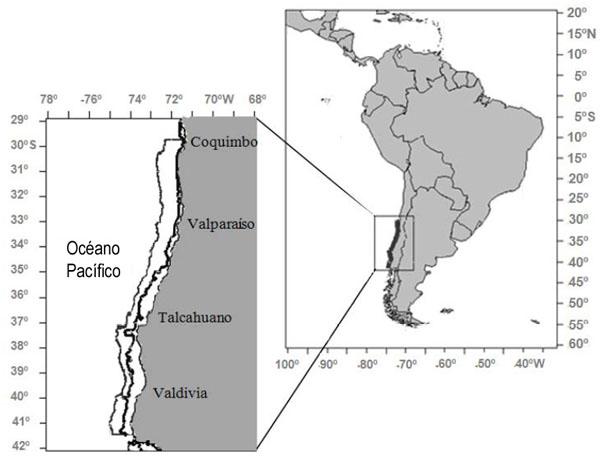 78º -76º 74º 72º 70ºW 68º
29º
30ºS
31º
32º
33º
34º
35º
36º
37º
38º
39º
40º
41º
42º
Coquimbo
Valparaíso
Océano
Pacífico
Talcahuano
Valdivia
20º
15ºN
10º
5º
0º
5ºS
10º
15º
20º
25º
30º
35º
40º
45º
50º
55º
60º
100º -90º -80º -70º -60º -50º -40ºW